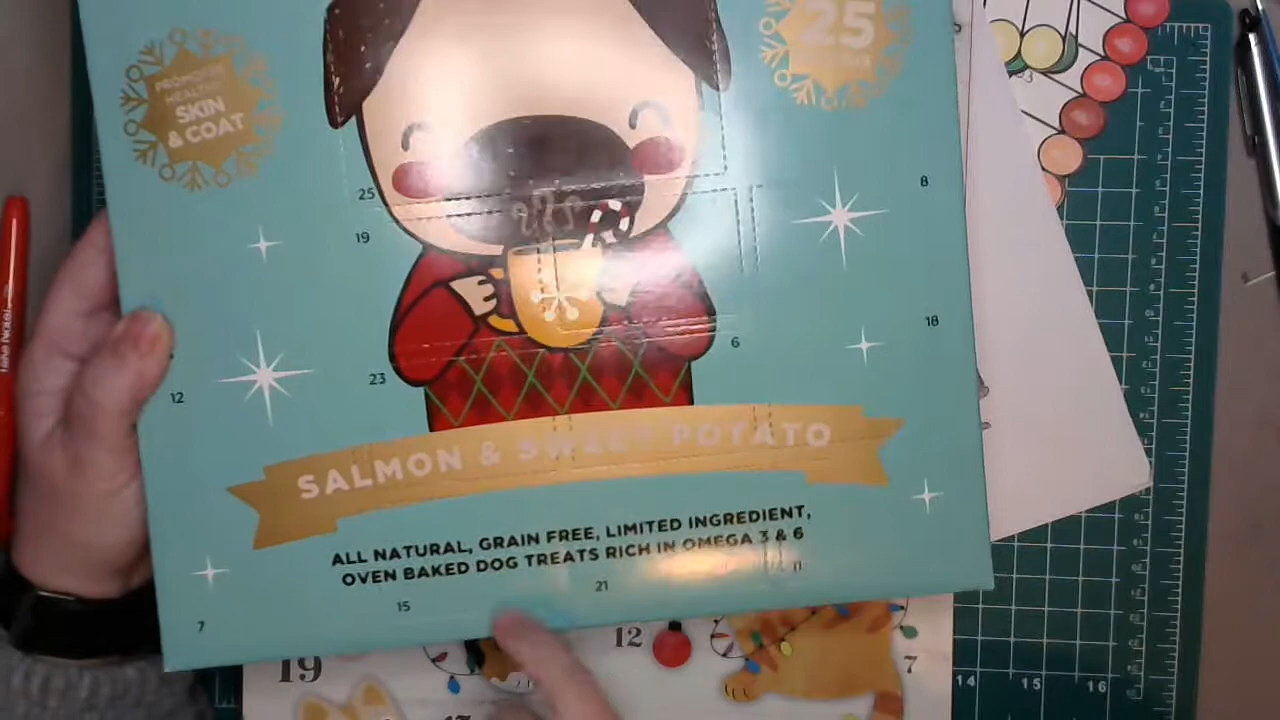 HEALTHY
SKIN
& COAT
25
25
19
8
18
6
23
12
SALMON & SWEET POTATO
ALL NATURAL, GRAIN FREE, LIMITED INGREDIENT,
OVEN BAKED DOG TREATS RICH IN OMEGA 3 & 6
11
21
15
7
12
19
7
17
14 15 16